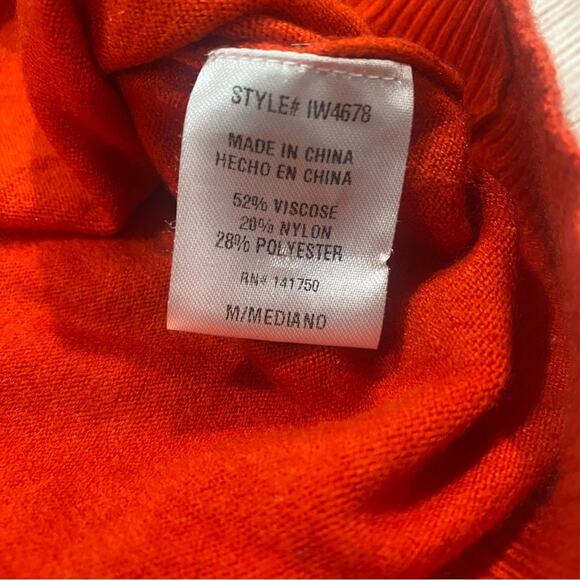 STYLE# IW4678
MADE IN CHINA
HECHO EN CHINA
52% VISCOSE
20% NYLON
28% POLYESTER
RN# 141750
M/MEDIANO